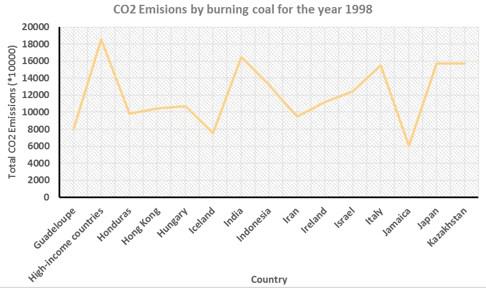 CO2 Emisions by burning coal for the year 1998
Total CO2 Emissions (*10000)
20000
18000
16000
14000
12000
10000
8000
6000
4000
2000
0
Guadeloupe
High-income countries
Honduras
Hong Kong
Hungary
Iceland
India
Indonesia
Iran
Ireland
Israel
Italy
Jamaica
Japan
Kazakhstan
Country